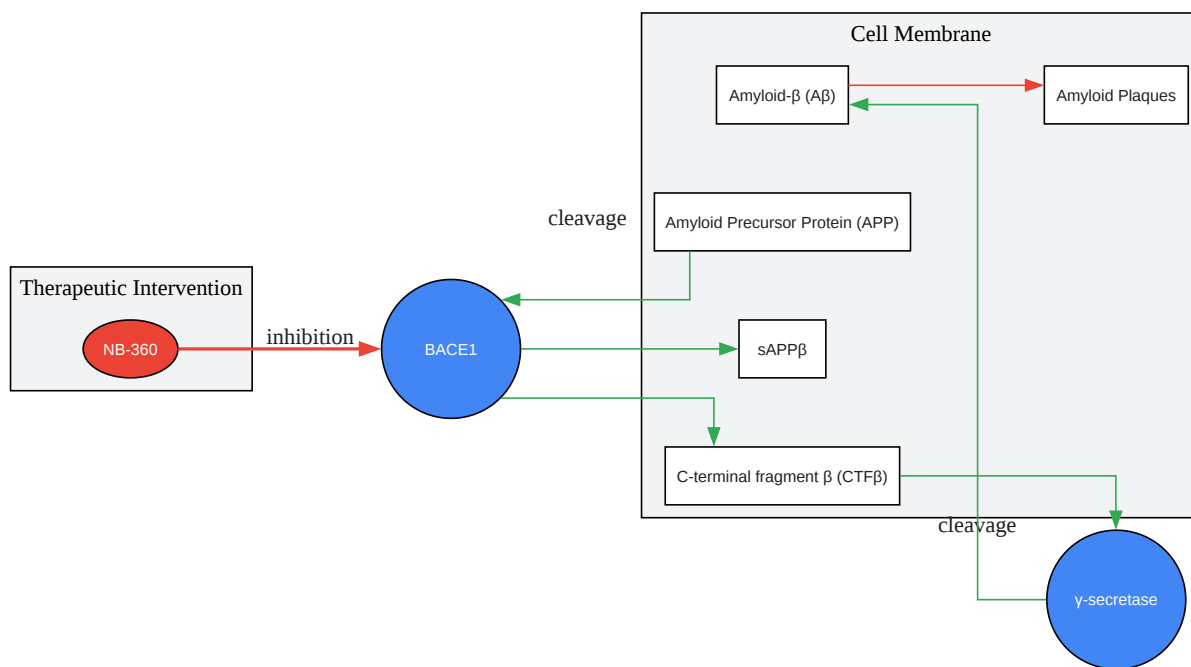 Cell Membrane
Amyloid-β (Aβ)
Amyloid Plaques
cleavage
Amyloid Precursor Protein (APP)
Therapeutic Intervention
NB-360
inhibition
BACE1
sAPPβ
C-terminal fragment β (CTFβ)
cleavage
γ-secretase